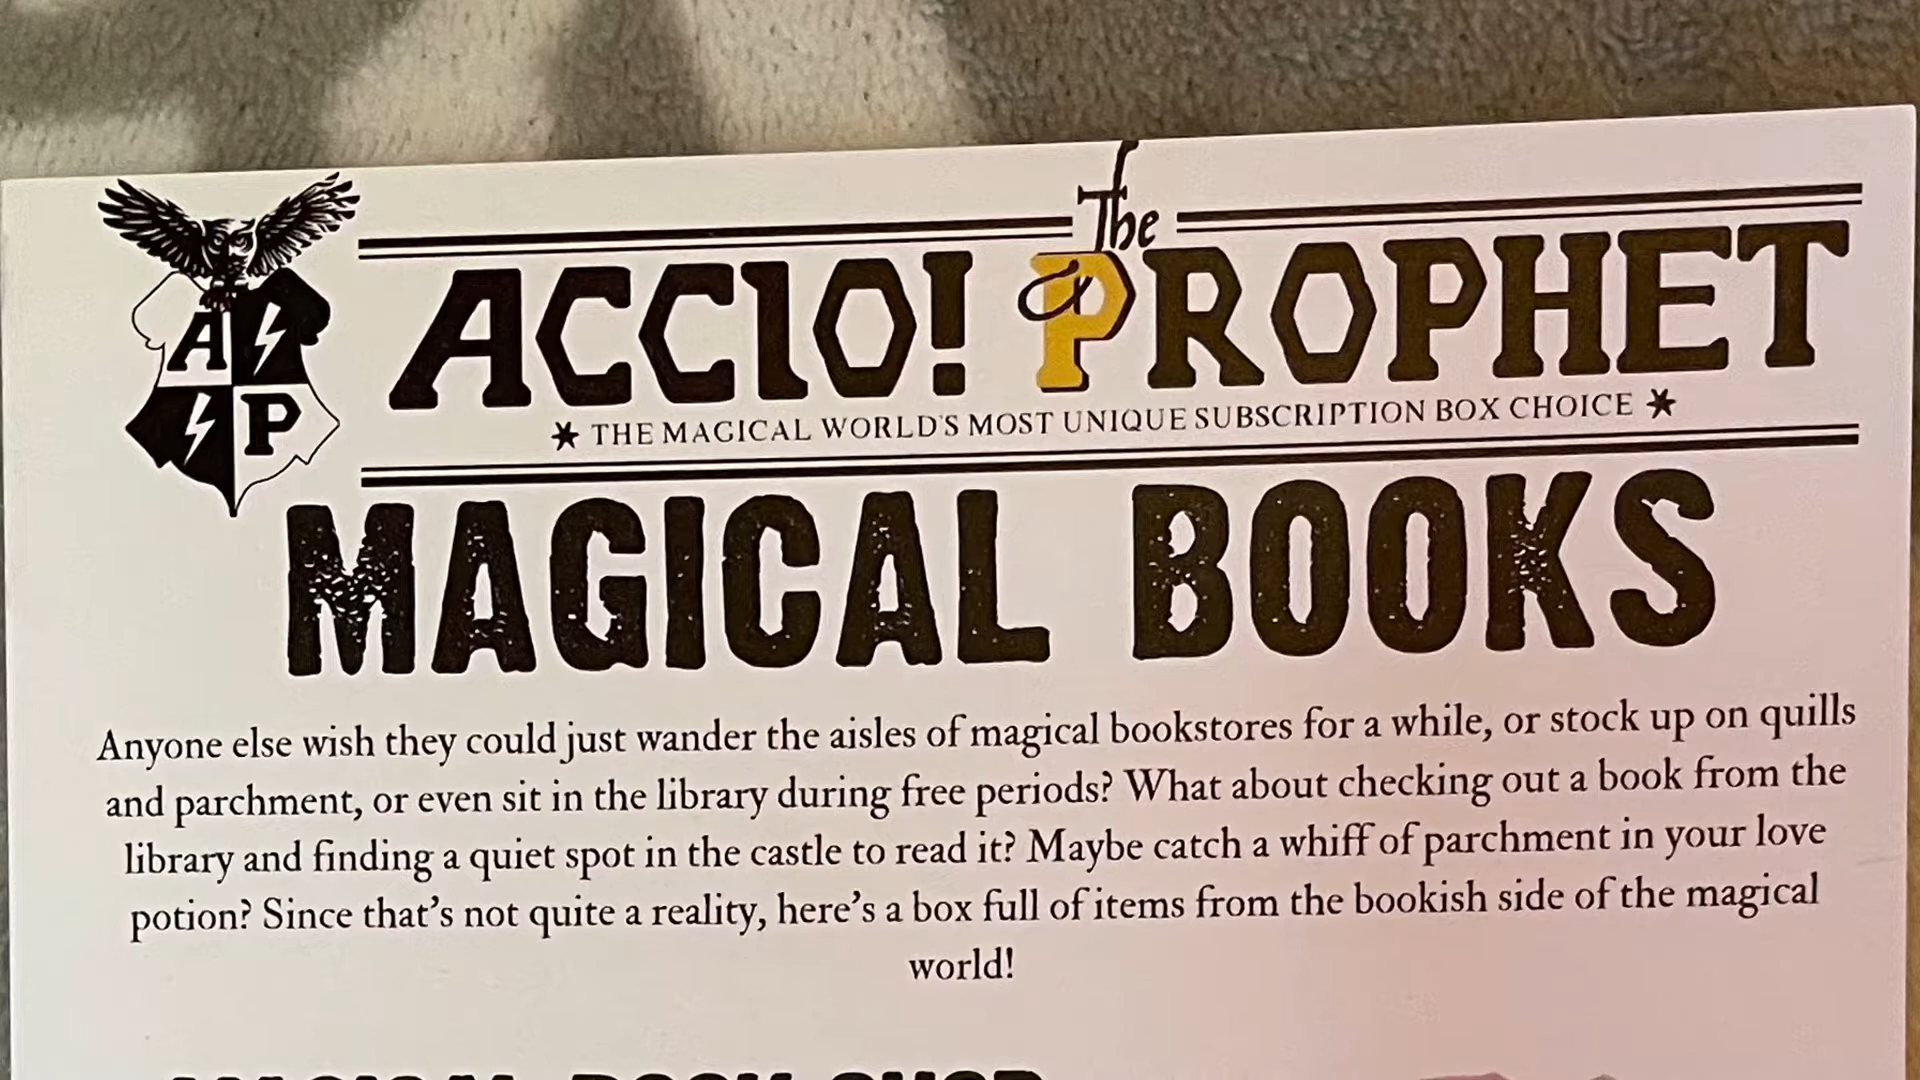 The
ACCIO! PROPHET
A
P
* THE MAGICAL WORLD'S MOST UNIQUE SUBSCRIPTION BOX CHOICE *
MAGICAL BOOKS
Anyone else wish they could just wander the aisles of magical bookstores for a while, or stock up on quills
and parchment, or even sit in the library during free periods? What about checking out a book from the
library and finding a quiet spot in the castle to read it? Maybe catch a whiff of parchment in your love
potion? Since that's not quite a reality, here's a box full of items from the bookish side of the magical
world!
MAGICAL BOOK SHOP